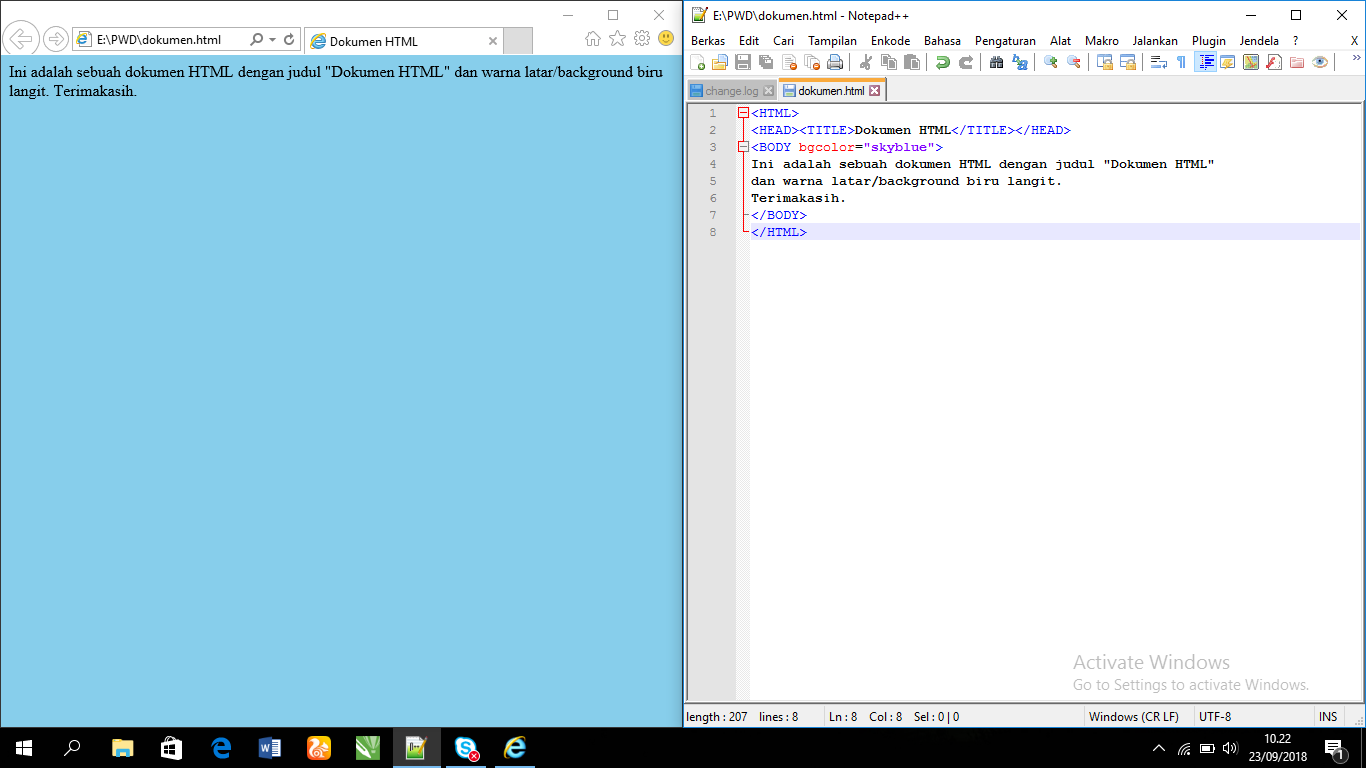 E:\PWD\dokumen.html
Dokumen HTML
Ini adalah sebuah dokumen HTML dengan judul "Dokumen HTML" dan warna latar/background biru
langit. Terimakasih.
E:\PWD\dokumen.html - Notepad++
Berkas Edit Cari Tampilan Enkode Bahasa Pengaturan Alat Makro Jalankan Plugin Jendela ? X
change.log
dokumen.html
1 <HTML>
2 <HEAD><TITLE>Dokumen HTML</TITLE></HEAD>
3 <BODY bgcolor="skyblue">
4 Ini adalah sebuah dokumen HTML dengan judul "Dokumen HTML"
5 dan warna latar/background biru langit.
6 Terimakasih.
7 </BODY>
8 </HTML>
Activate Windows
Go to Settings to activate Windows.
length : 207 lines : 8 Ln : 8 Col : 8 Sel : 0 | 0 Windows (CR LF) UTF-8 INS
10.22
23/09/2018
1